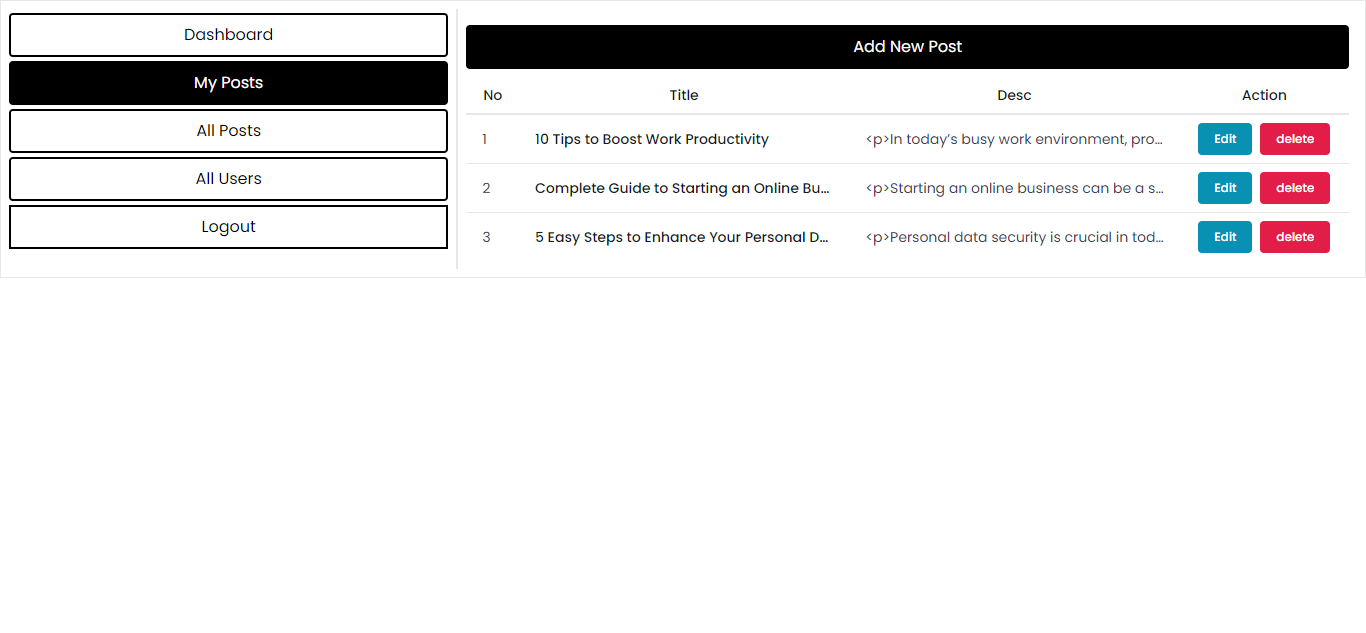 Dashboard
My Posts
All Posts
All Users
Logout
Add New Post
No Title Desc Action
1 10 Tips to Boost Work Productivity <p>In today’s busy work environment, pro... Edit delete
2 Complete Guide to Starting an Online Bu... <p>Starting an online business can be a s... Edit delete
3 5 Easy Steps to Enhance Your Personal D... <p>Personal data security is crucial in tod... Edit delete